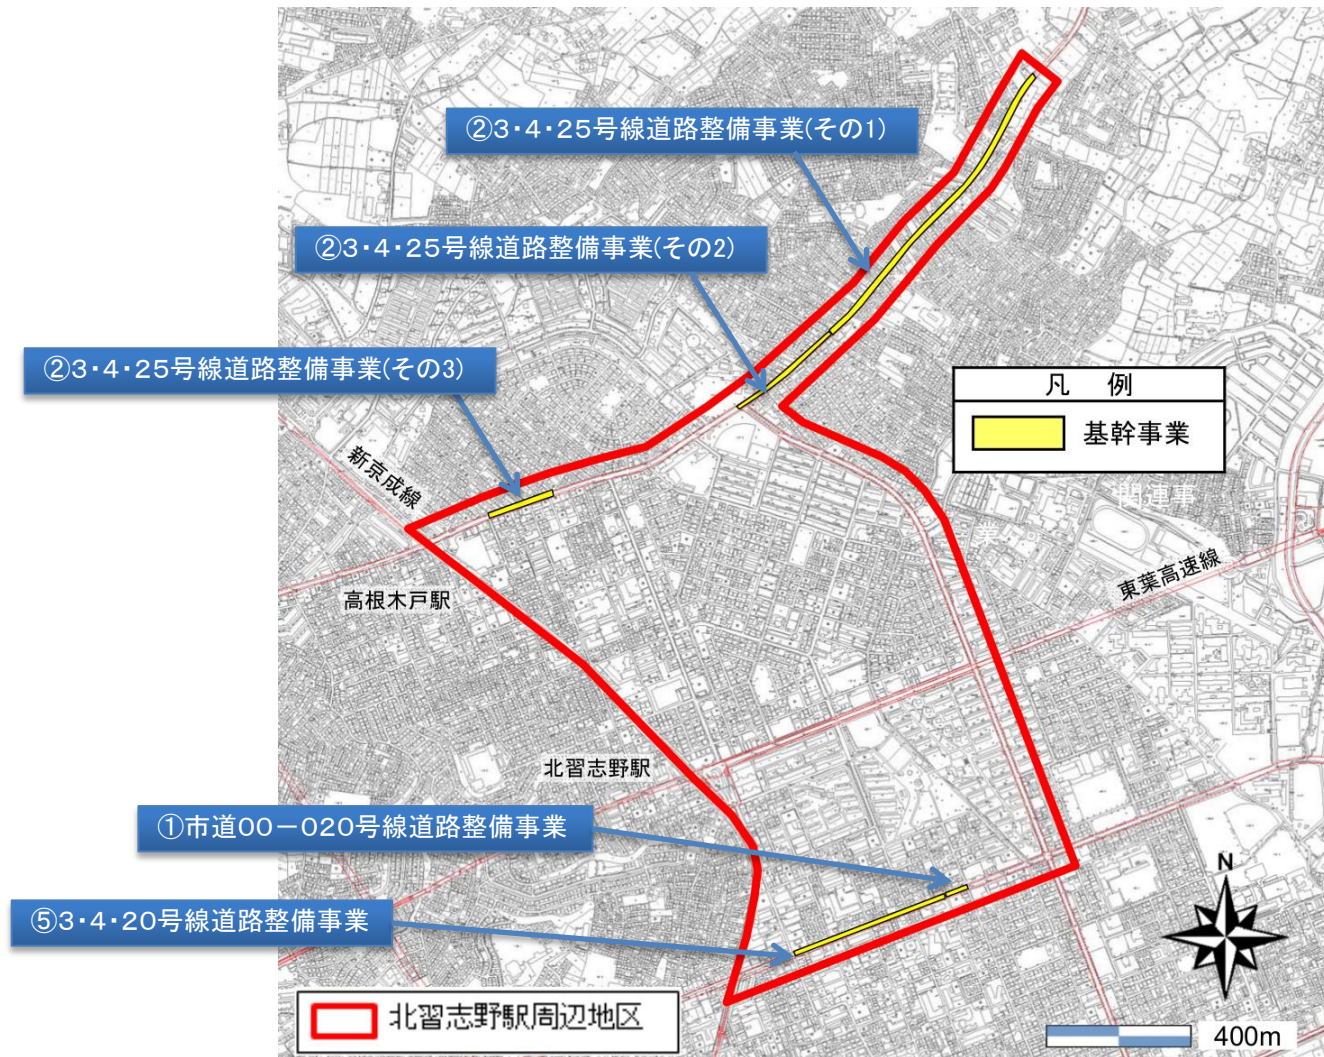 ②3・4・25号線道路整備事業(その1)
②3・4・25号線道路整備事業(その2)
②3・4・25号線道路整備事業(その3)
凡 例
基幹事業
関連事
業
新京成線
東葉高速線
高根木戸駅
北習志野駅
①市道00－020号線道路整備事業
⑤3・4・20号線道路整備事業
N
北習志野駅周辺地区
400m